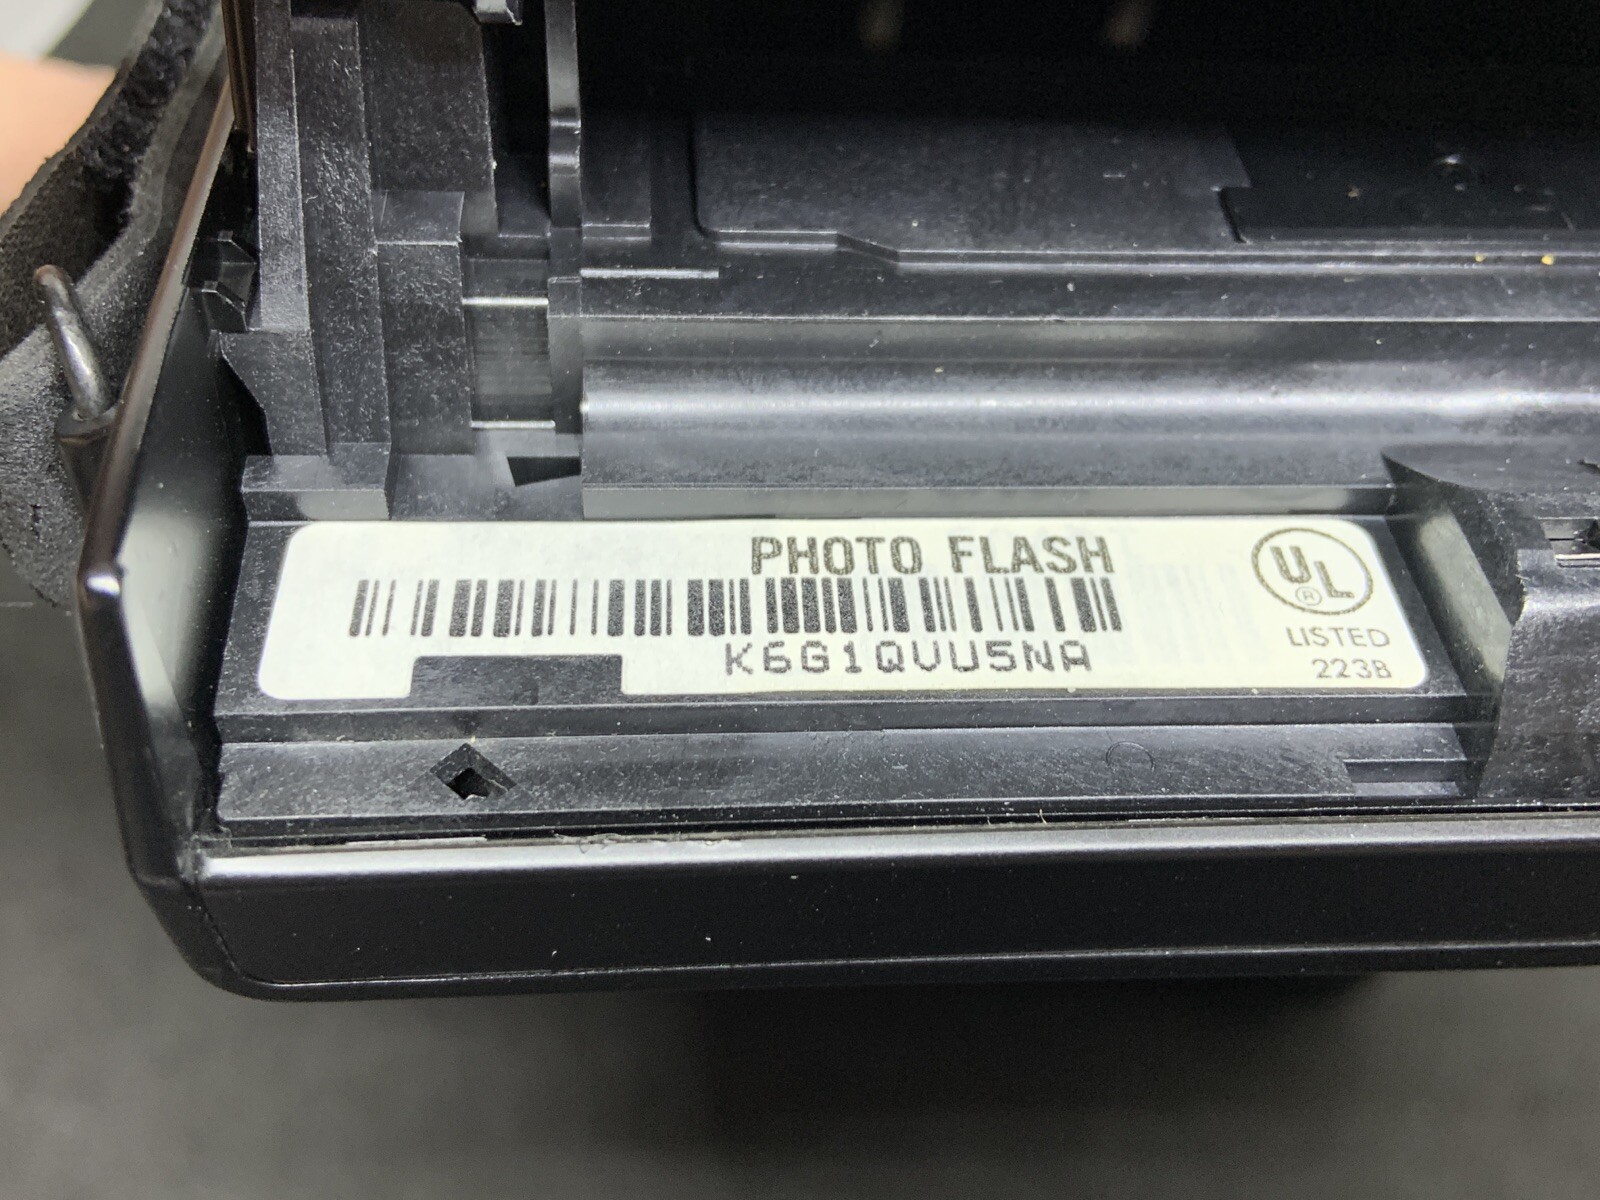 PHOTO FLASH
K6G1QVU5NA
UL
®
LISTED
223B